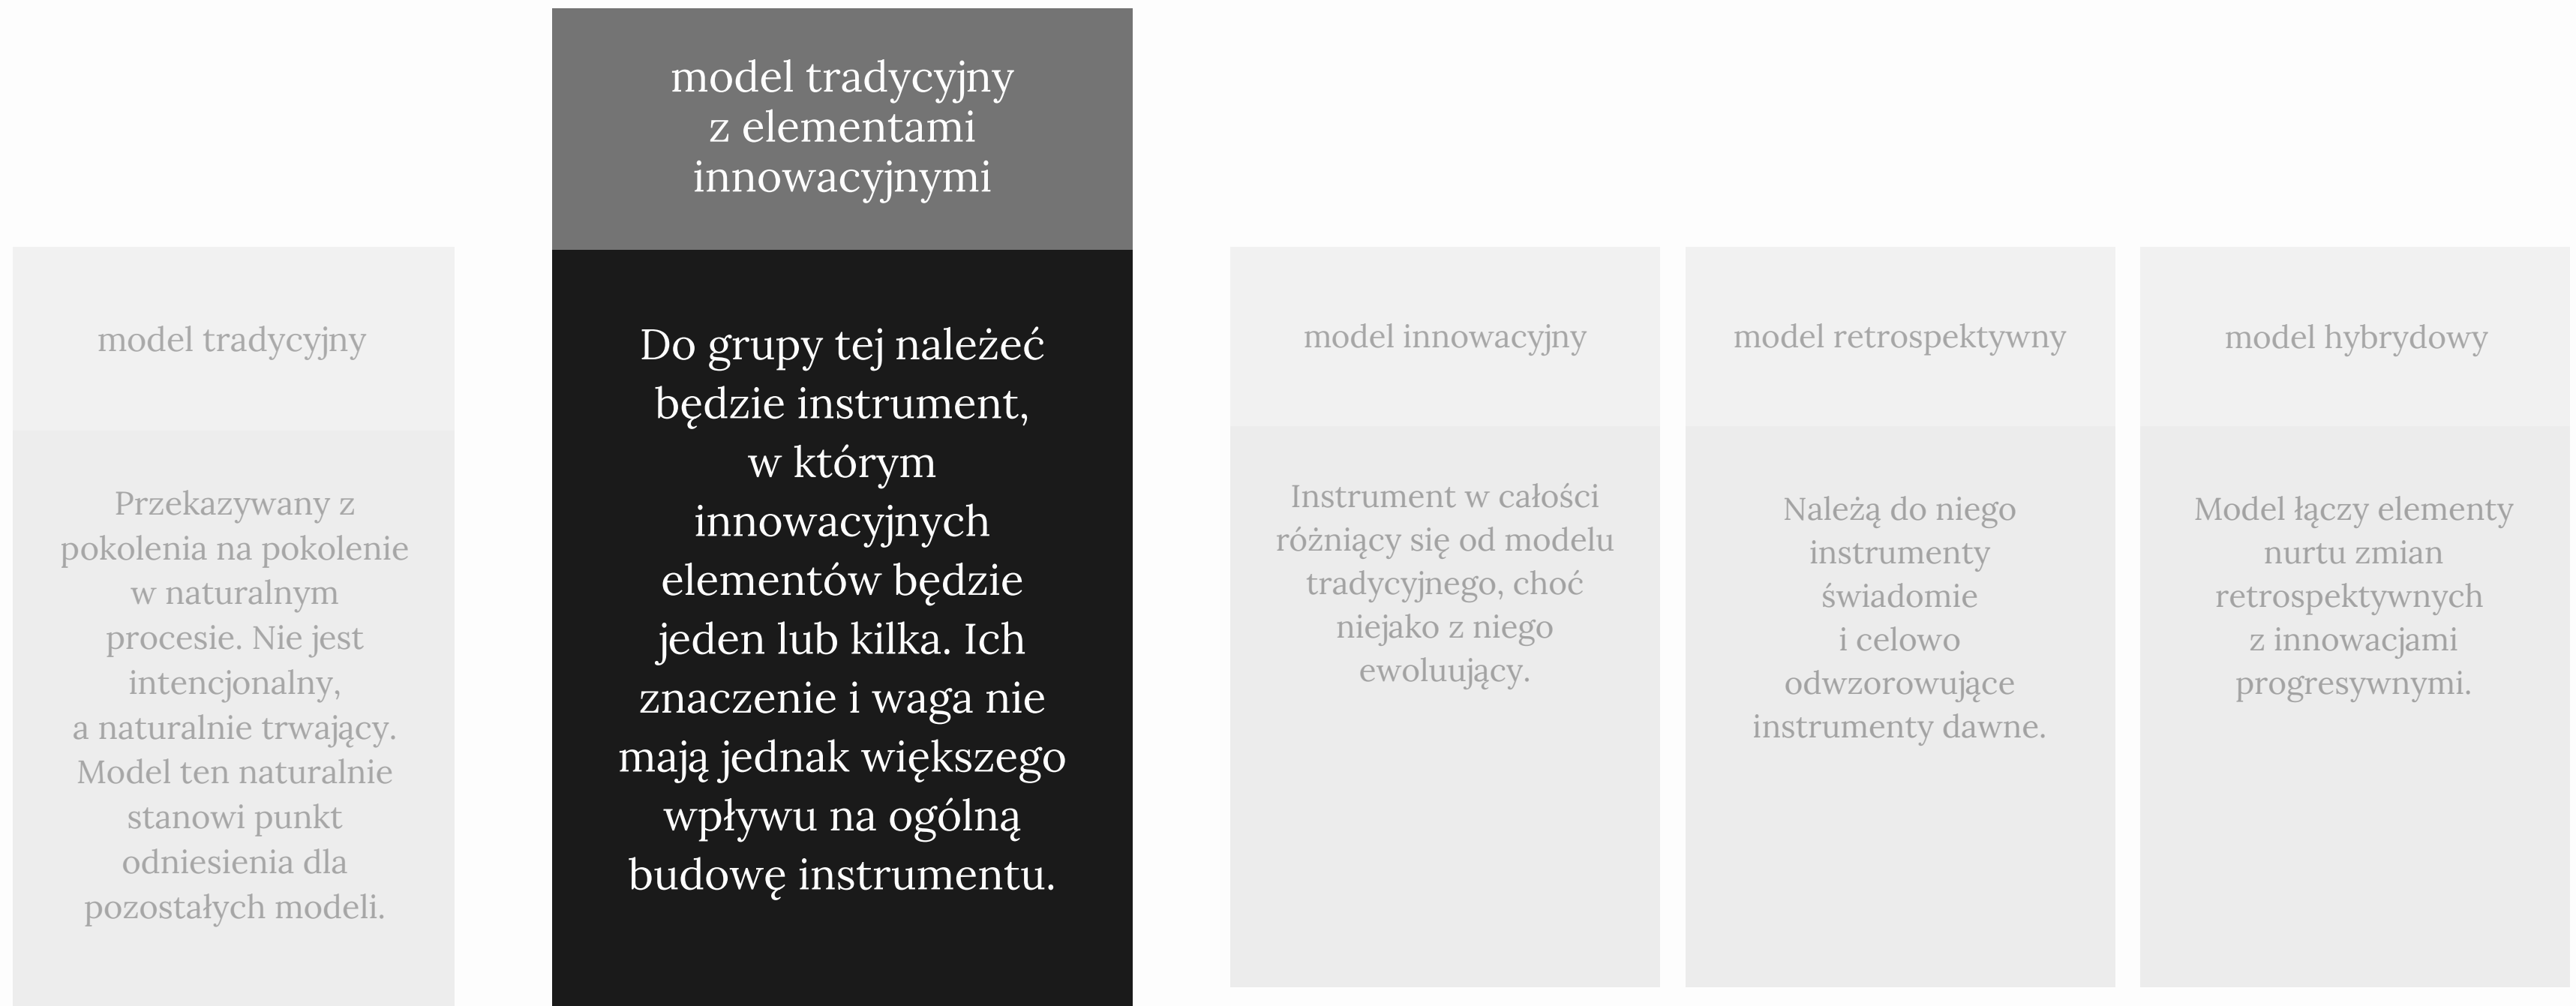 model tradycyjny
Przekazywany z
pokolenia na pokolenie
w naturalnym
procesie. Nie jest
intencjonalny,
a naturalnie trwający.
Model ten naturalnie
stanowi punkt
odniesienia dla
pozostałych modeli.
model tradycyjny
z elementami
innowacyjnymi
Do grupy tej należeć
będzie instrument,
w którym
innowacyjnych
elementów będzie
jeden lub kilka. Ich
znaczenie i waga nie
mają jednak większego
wpływu na ogólną
budowę instrumentu.
model innowacyjny
Instrument w całości
różniący się od modelu
tradycyjnego, choć
niejako z niego
ewoluujący.
model retrospektywny
Należą do niego
instrumenty
świadomie
i celowo
odwzorowujące
instrumenty dawne.
model hybrydowy
Model łączy elementy
nurtu zmian
retrospektywnych
z innowacjami
progresywnymi.